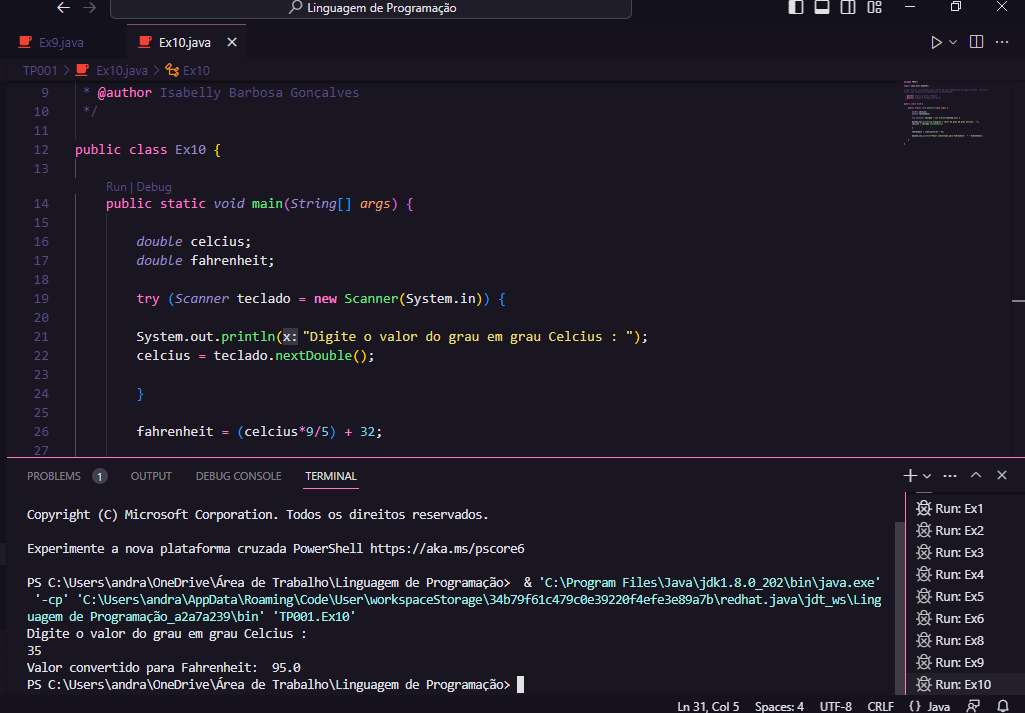 Linguagem de Programação
Ex9.java
Ex10.java
TP001 > Ex10.java > Ex10
9 * @author Isabelly Barbosa Gonçalves
10 */
11
12 public class Ex10 {
13
Run | Debug
14 public static void main(String[] args) {
15
16 double celcius;
17 double fahrenheit;
18
19 try (Scanner teclado = new Scanner(System.in)) {
20
21 System.out.println(x: "Digite o valor do grau em grau Celcius : ");
22 celcius = teclado.nextDouble();
23
24 }
25
26 fahrenheit = (celcius*9/5) + 32;
27
PROBLEMS 1 OUTPUT DEBUG CONSOLE TERMINAL
Copyright (C) Microsoft Corporation. Todos os direitos reservados.
Experimente a nova plataforma cruzada PowerShell https://aka.ms/pscore6
PS C:\Users\andra\OneDrive\Área de Trabalho\Linguagem de Programação> & 'C:\Program Files\Java\jdk1.8.0_202\bin\java.exe'
'-cp' 'C:\Users\andra\AppData\Roaming\Code\User\workspaceStorage\34b79f61c479c0e39220f4efe3e89a7b\redhat.java\jdt_ws\Ling
uagem de Programação_a2a7a239\bin' 'TP001.Ex10'
Digite o valor do grau em grau Celcius :
35
Valor convertido para Fahrenheit: 95.0
PS C:\Users\andra\OneDrive\Área de Trabalho\Linguagem de Programação>
Run: Ex1
Run: Ex2
Run: Ex3
Run: Ex4
Run: Ex5
Run: Ex6
Run: Ex8
Run: Ex9
Run: Ex10
Ln 31, Col 5 Spaces: 4 UTF-8 CRLF {} Java